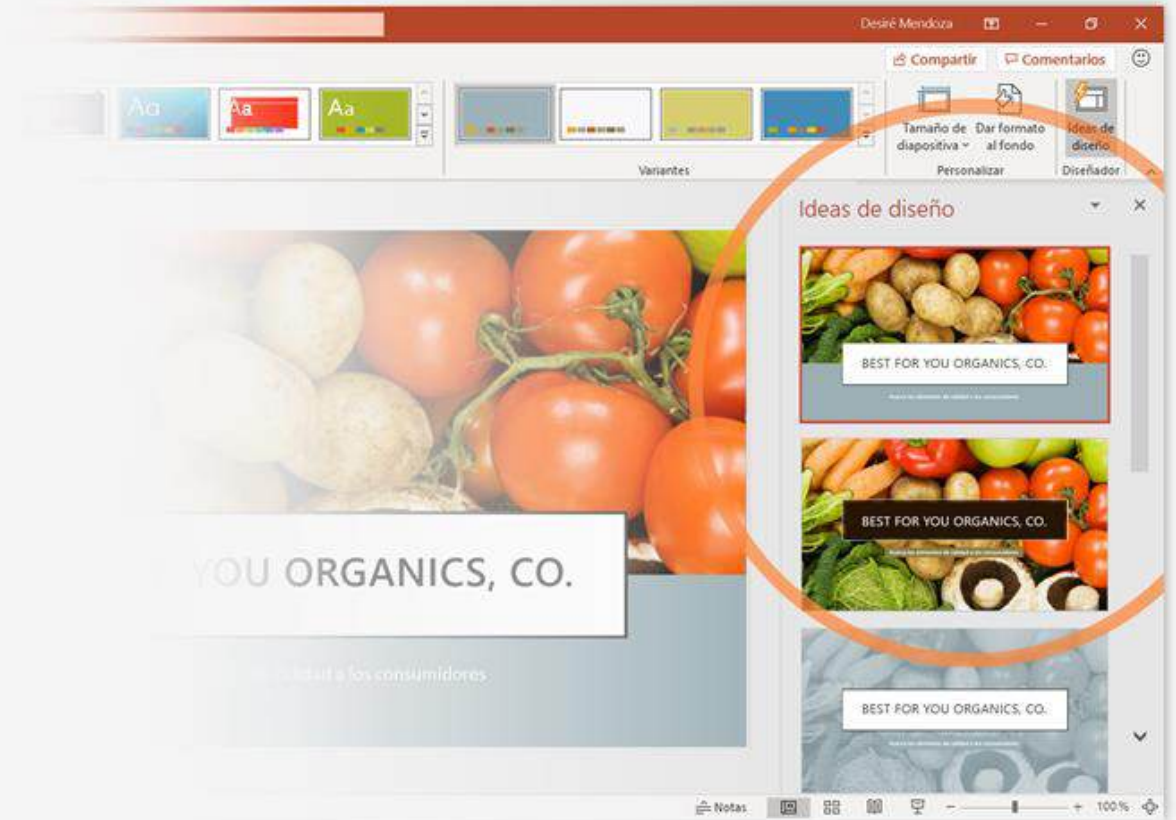 Desiré Mendoza
Compartir
Comentarios
Aa
Aa
Aa
Tamaño de diapositiva
Dar formato al fondo
Ideas de diseño
Variantes
Personalizar
Diseñador
Ideas de diseño
BEST FOR YOU ORGANICS, CO.
BEST FOR YOU ORGANICS, CO.
BEST FOR YOU ORGANICS, CO.
YOU ORGANICS, CO.
a los consumidores
Notas
100%